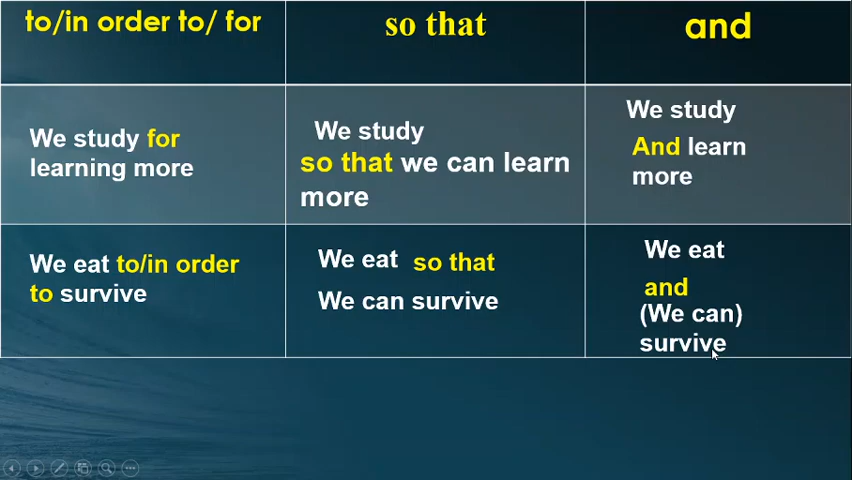 to/in order to/ for
so that
and
We study for
learning more
We study
so that we can learn
more
We study
And learn
more
We eat to/in order
to survive
We eat so that
We can survive
We eat
and
(We can)
survive